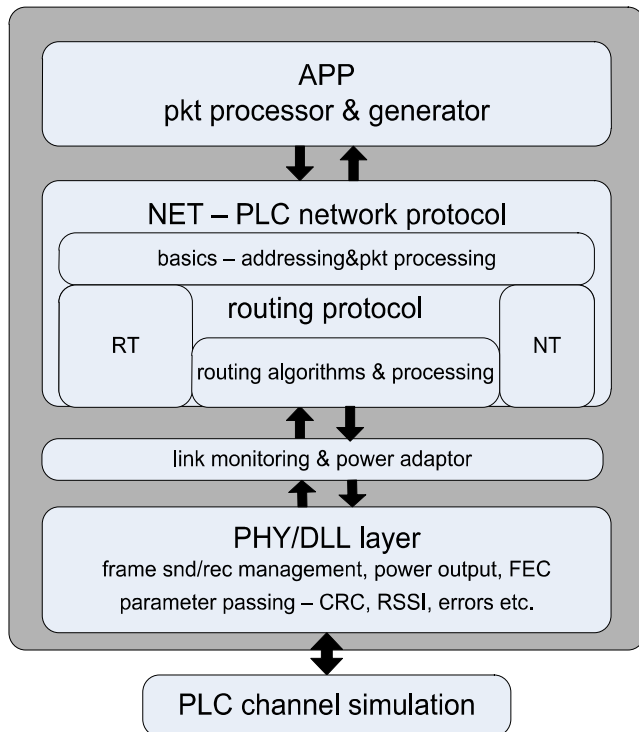 APP
pkt processor & generator
NET – PLC network protocol
basics – addressing&pkt processing
routing protocol
RT
NT
routing algorithms & processing
link monitoring & power adaptor
PHY/DLL layer
frame snd/rec management, power output, FEC
parameter passing – CRC, RSSI, errors etc.
PLC channel simulation